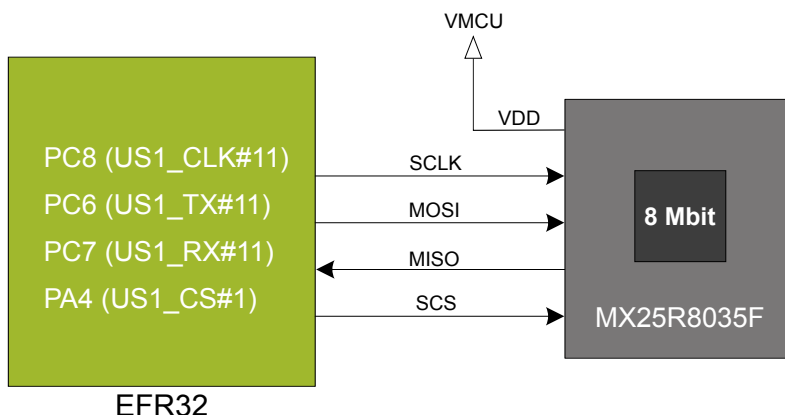 VMCU
VDD
PC8 (US1_CLK#11)
SCLK
PC6 (US1_TX#11)
MOSI
8 Mbit
PC7 (US1_RX#11)
MISO
PA4 (US1_CS#1)
SCS
MX25R8035F
EFR32